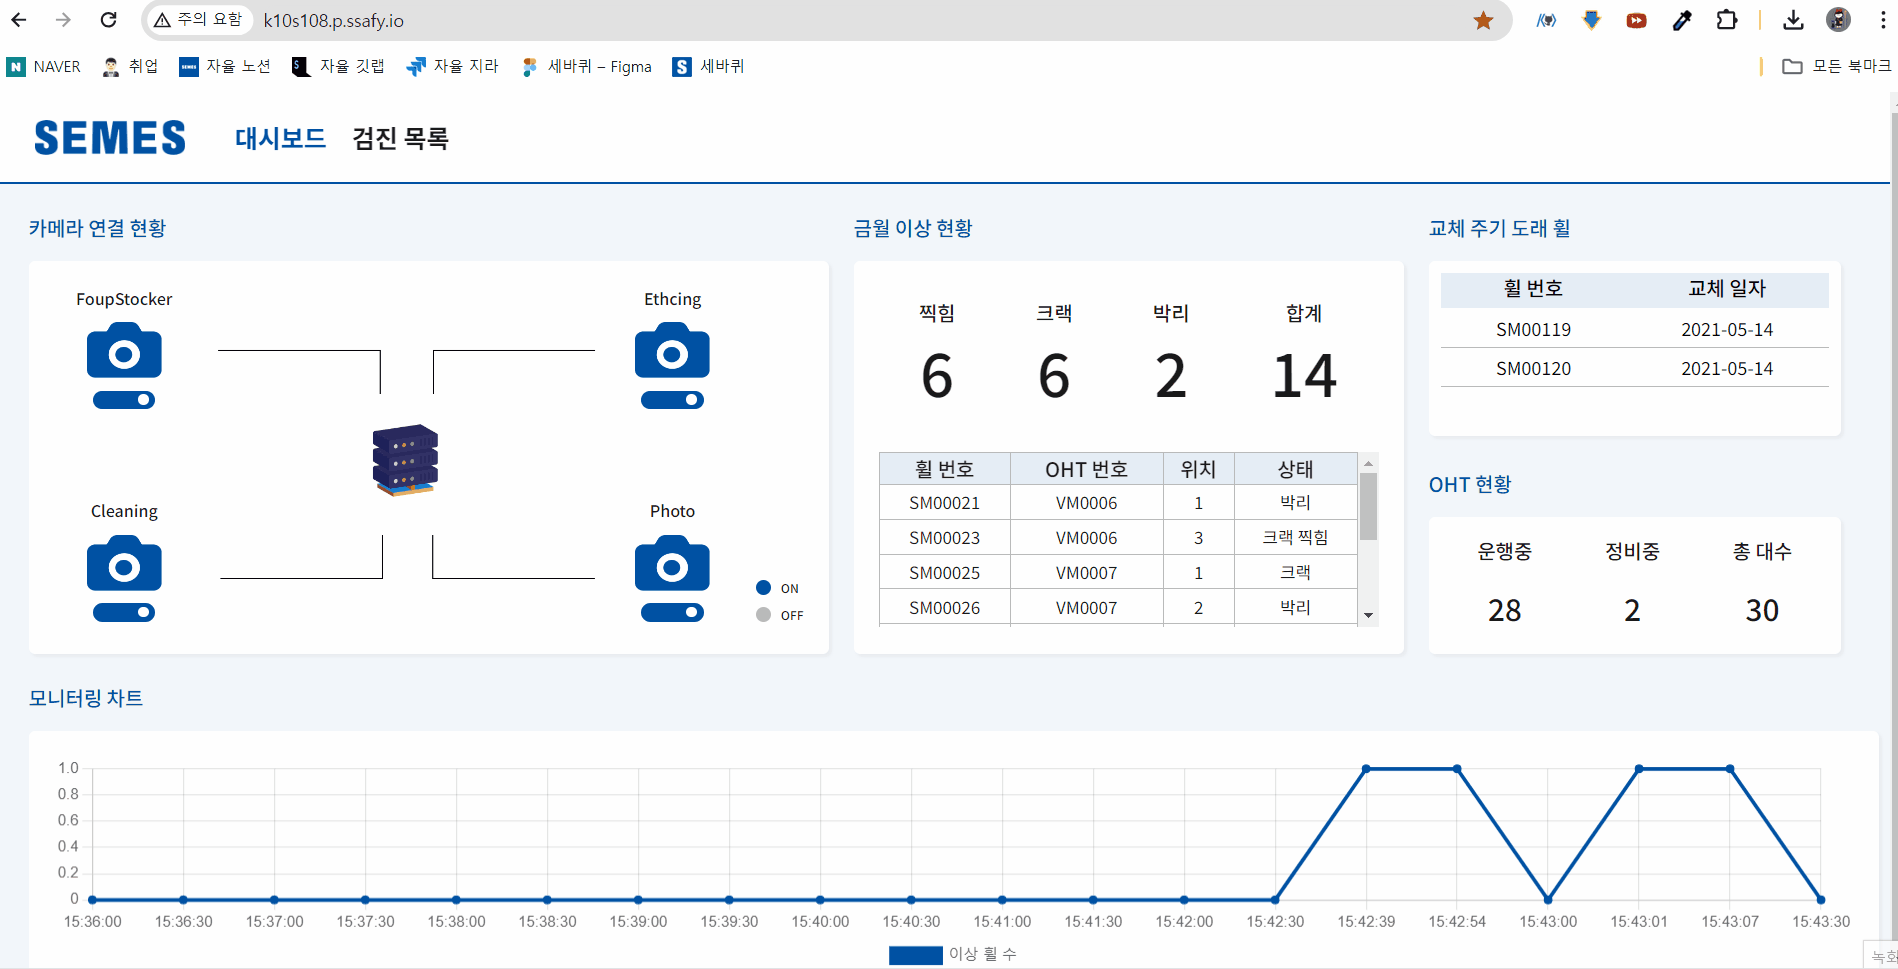 주의 요함 k10s108.p.ssafy.io
NAVER 취업 자율 노션 자율 깃랩 자율 지라 세바퀴 – Figma 세바퀴 모든 북마크
SEMES 대시보드 검진 목록
카메라 연결 현황
FoupStocker Ethcing
Cleaning Photo
ON
OFF
금월 이상 현황
찍힘 크랙 박리 합계
6 6 2 14
휠 번호 OHT 번호 위치 상태
SM00021 VM0006 1 박리
SM00023 VM0006 3 크랙 찍힘
SM00025 VM0007 1 크랙
SM00026 VM0007 2 박리
교체 주기 도래 휠
휠 번호 교체 일자
SM00119 2021-05-14
SM00120 2021-05-14
OHT 현황
운행중 정비중 총 대수
28 2 30
모니터링 차트
1.0
0.8
0.6
0.4
0.2
0
15:36:00 15:36:30 15:37:00 15:37:30 15:38:00 15:38:30 15:39:00 15:39:30 15:40:00 15:40:30 15:41:00 15:41:30 15:42:00 15:42:30 15:42:39 15:42:54 15:43:00 15:43:01 15:43:07 15:43:30
이상 휠 수